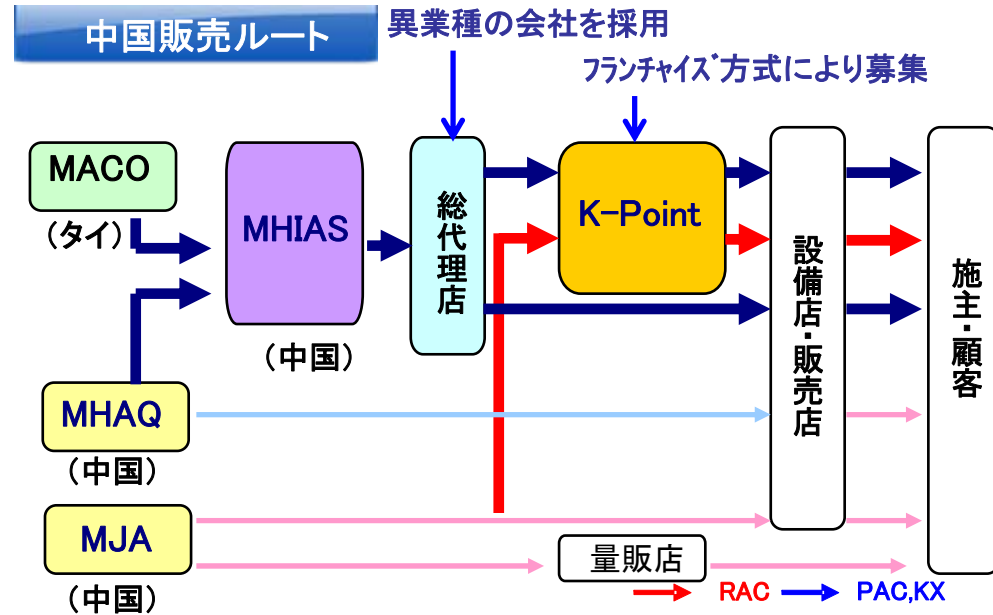 中国販売ルート
異業種の会社を採用
フランチャイズ方式により募集
MACO
(タイ)
MHIAS
(中国)
総代理店
K-Point
設備店・販売店
施主・顧客
MHAQ
(中国)
MJA
(中国)
量販店
RAC
PAC,KX